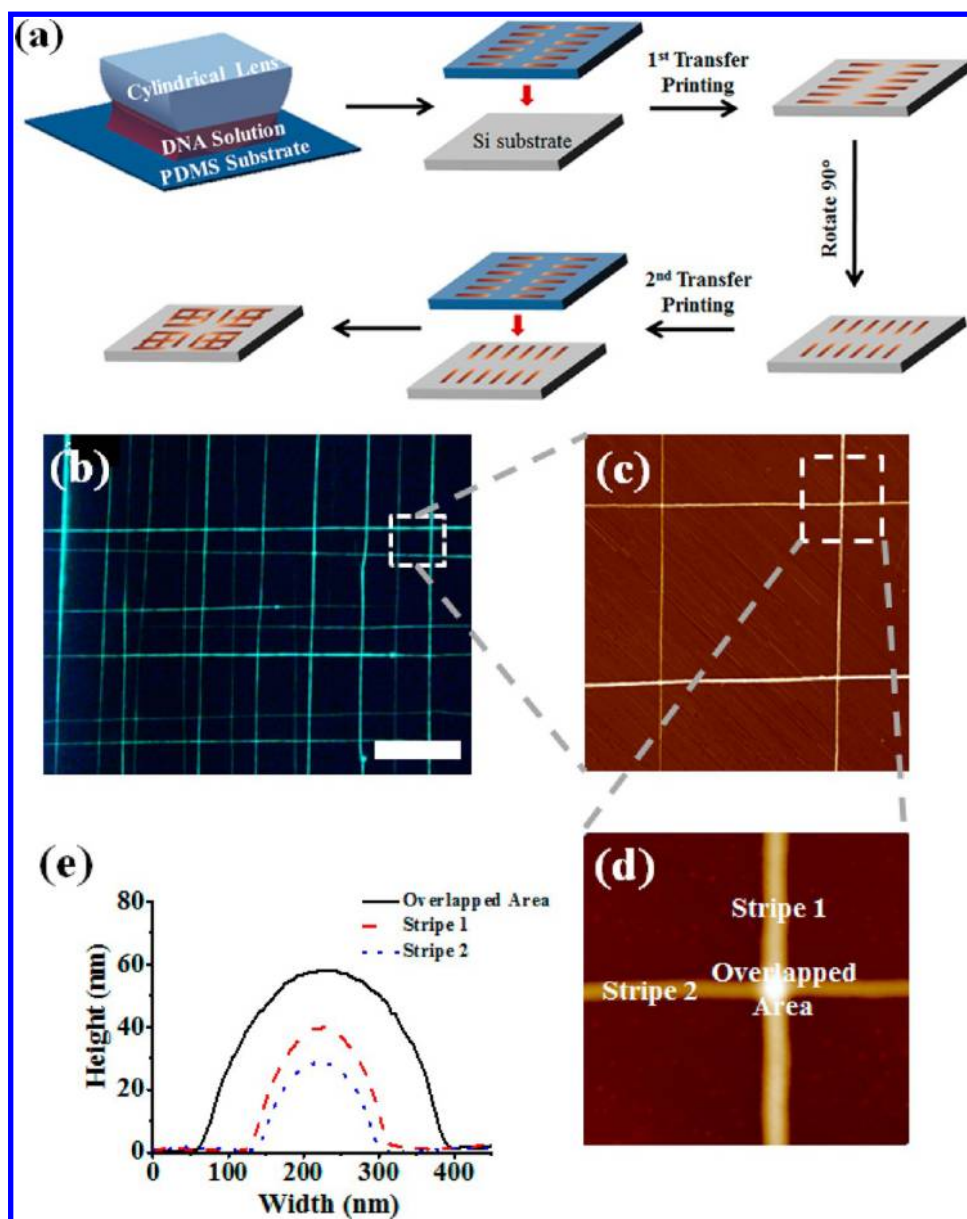 (a)
Cylindrical Lens
DNA Solution
PDMS Substrate
Si substrate
1st Transfer
Printing
Rotate 90°
2nd Transfer
Printing
(b)
(c)
(d)
Stripe 1
Stripe 2
Overlapped
Area
(e)
Overlapped Area
Stripe 1
Stripe 2
Height (nm)
80
60
40
20
0
0 100 200 300 400
Width (nm)